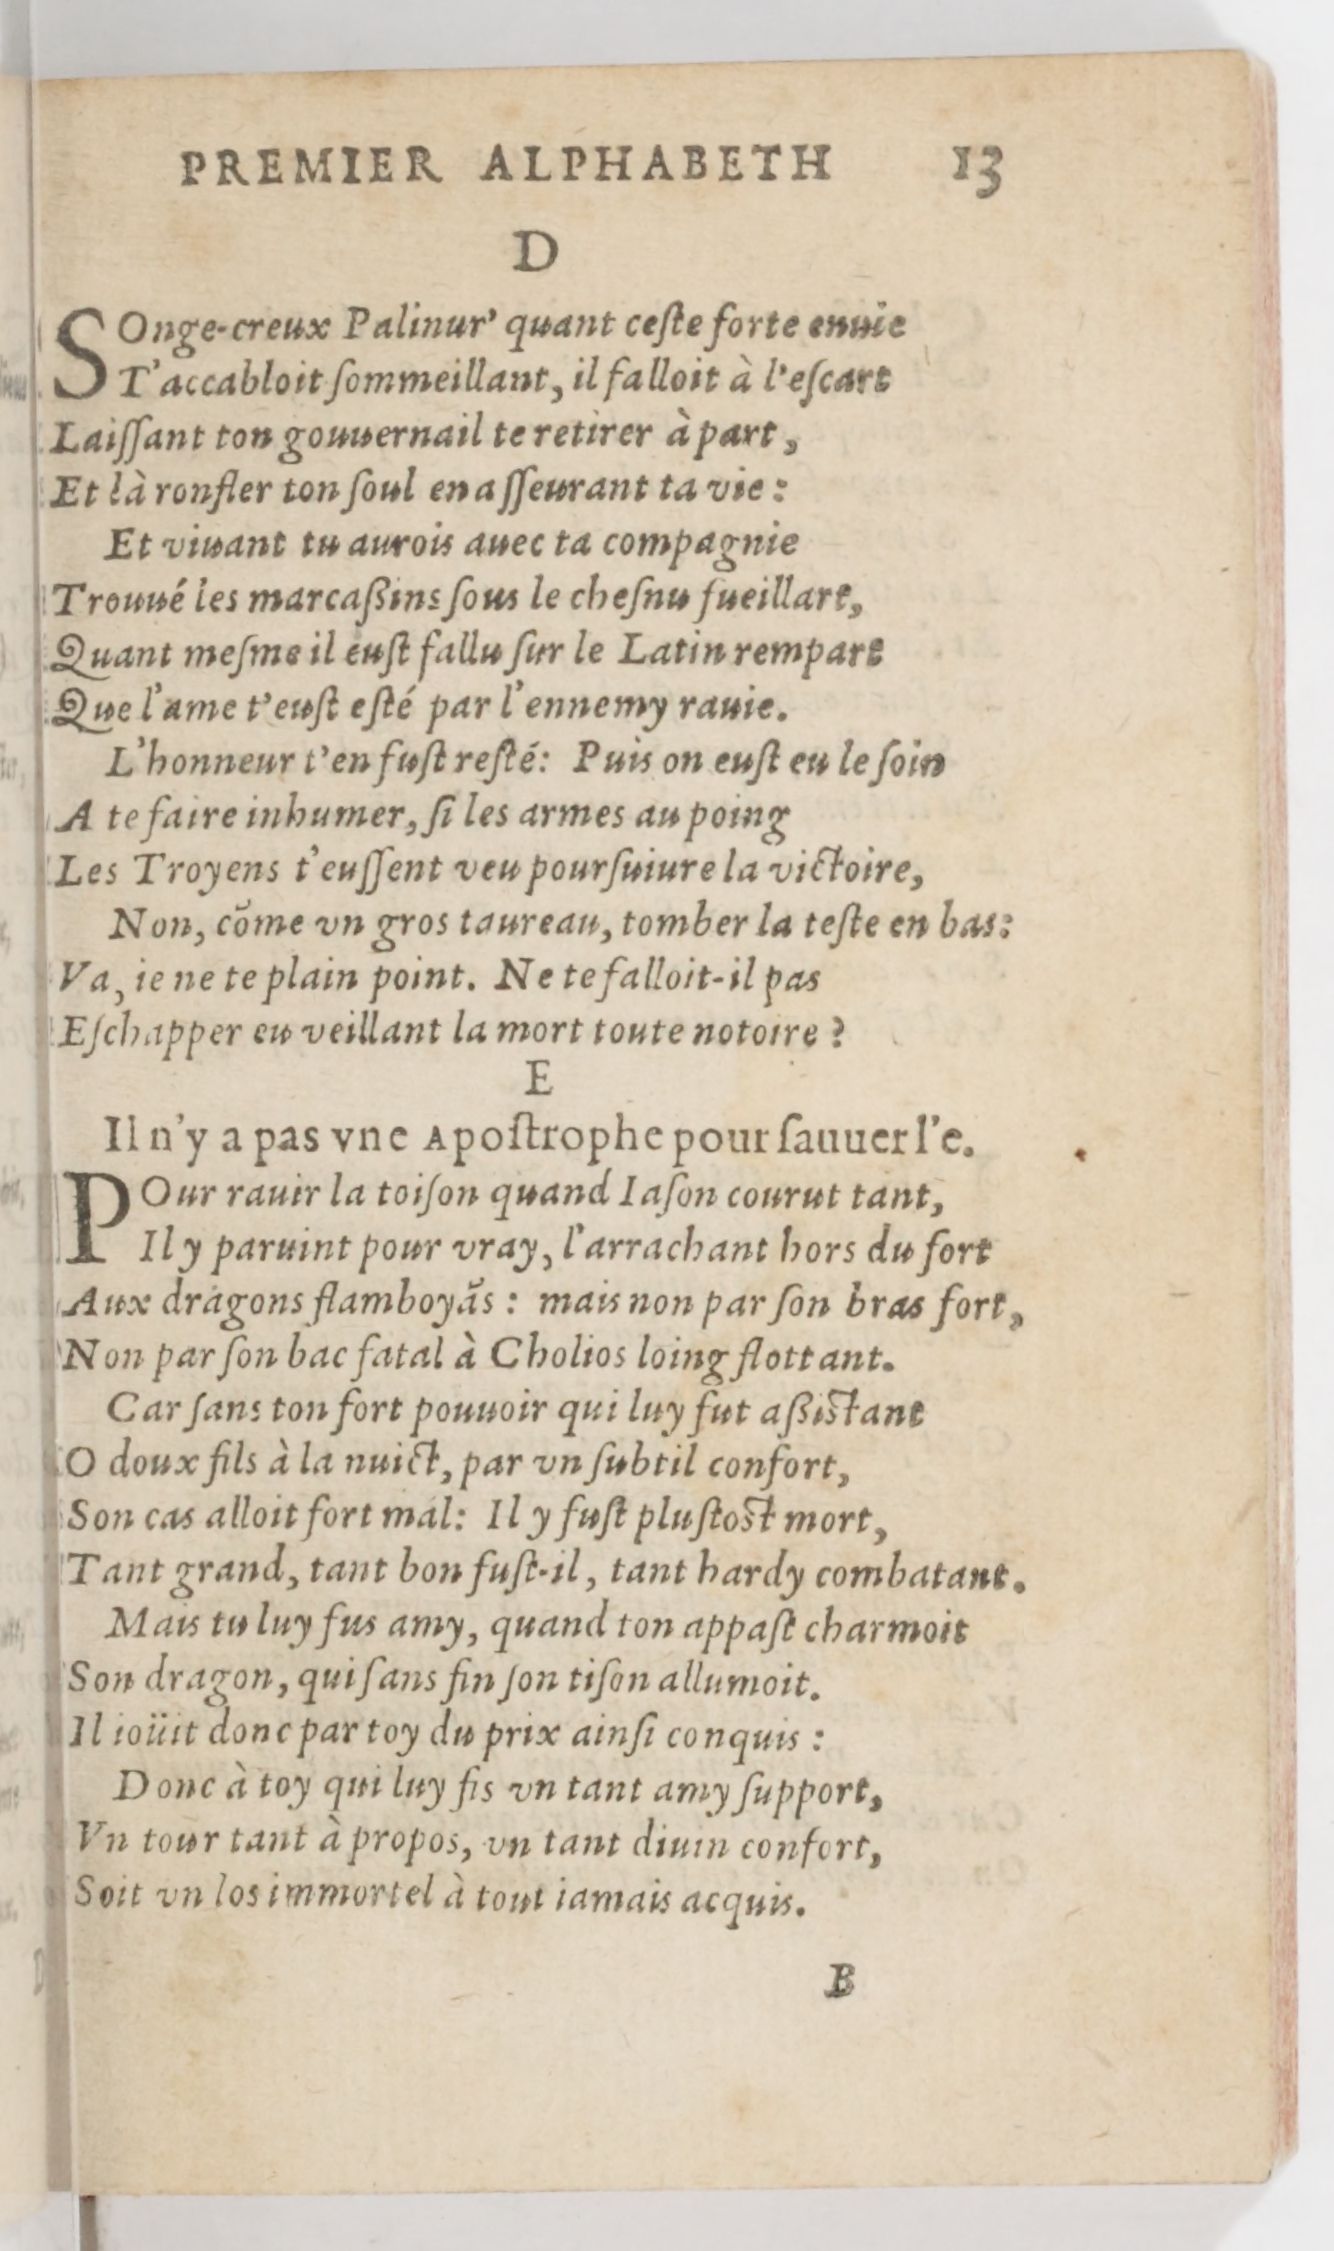 PREMIER ALPHABETH 13
D
SOnge-creux Palinur' quant ceſte forte enuie
T'accabloit ſommeillant, il falloit à l'eſcart
Laiſſant ton gouuernail te retirer à part,
Et là ronfler ton ſoul en aſſeurant ta vie:
Et viuant tu aurois auec ta compagnie
Trouué les marcaßins ſous le cheſnu fueillart,
Quant meſme il euſt fallu ſur le Latin rempart
Que l'ame t'euſt eſté par l'ennemy rauie.
L'honneur t'en fuſt reſté: Puis on euſt eu le ſoin
A te faire inhumer, ſi les armes au poing
Les Troyens t'euſſent veu pourſuiure la victoire,
Non, cõme vn gros taureau, tomber la teſte en bas:
Va, ie ne te plain point. Ne te falloit-il pas
Eſchapper eu veillant la mort toute notoire?
E
Il n'y a pas vne Apoſtrophe pour ſauuer l'e.
POur rauir la toiſon quand Iaſon courut tant,
Il y paruint pour vray, l'arrachant hors du fort
Aux dragons flamboyãs: mais non par ſon bras fort,
Non par ſon bac fatal à Cholios loing flottant.
Car ſans ton fort pouuoir qui luy fut aßiſtant
O doux fils à la nuict, par vn ſubtil confort,
Son cas alloit fort mal: Il y fuſt pluſtoſt mort,
Tant grand, tant bon fuſt-il, tant hardy combatant.
Mais tu luy fus amy, quand ton appaſt charmoit
Son dragon, qui ſans fin ſon tiſon allumoit.
Il ioüit donc par toy du prix ainſi conquis:
Donc à toy qui luy fis vn tant amy ſupport,
Vn tour tant à propos, vn tant diuin confort,
Soit vn los immortel à tout iamais acquis.
B